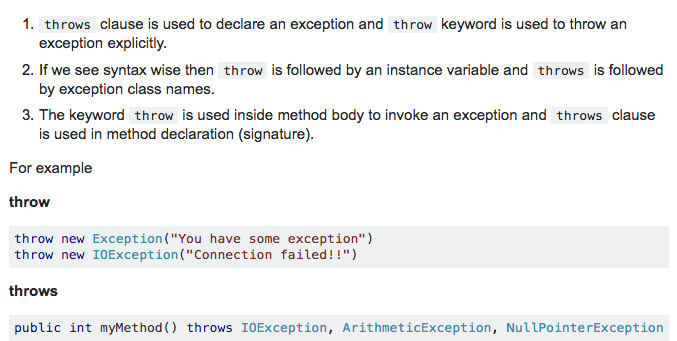 1. throws clause is used to declare an exception and throw keyword is used to throw an
exception explicitly.
2. If we see syntax wise then throw is followed by an instance variable and throws is followed
by exception class names.
3. The keyword throw is used inside method body to invoke an exception and throws clause
is used in method declaration (signature).
For example
throw
throw new Exception("You have some exception")
throw new IOException("Connection failed!!")
throws
public int myMethod() throws IOException, ArithmeticException, NullPointerException